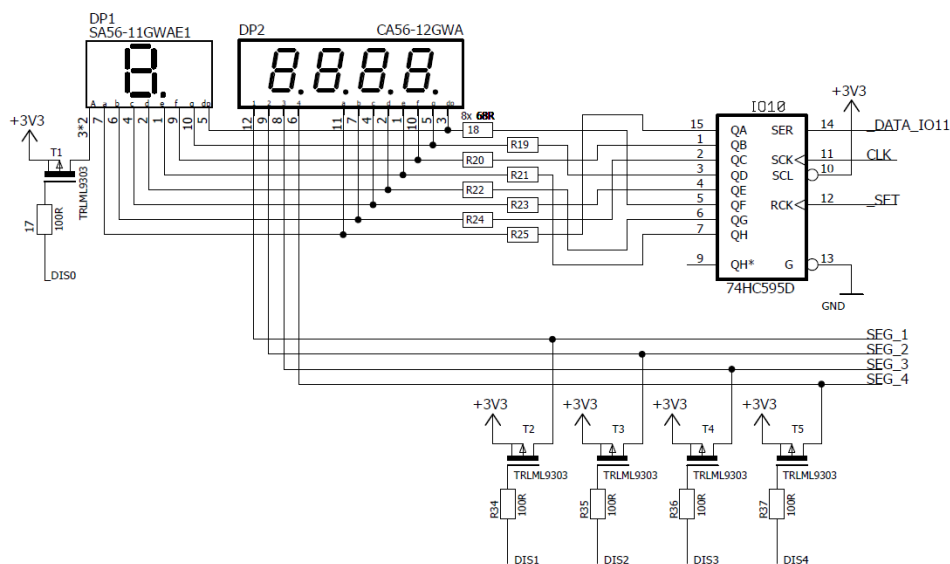 DP1
SA56-11GWAE1
DP2 CA56-12GWA
A a b c d e f g dp
1 2 3 4 a b c d e f g dp
3*2 7 6 4 2 1 9 10 5
12 9 8 6 11 7 4 2 1 10 5 3
8x 68R
18
R19
R20
R21
R22
R23
R24
R25
+3V3
T1
TRLML9303
17
100R
DIS0
IO10
+3V3
15 QA SER 14 _DATA_IO11
1 QB
2 QC SCK 11 CLK
3 QD SCL 10
4 QE
5 QF RCK 12 _SET
6 QG
7 QH
9 QH* G 13
74HC595D
GND
SEG_1
SEG_2
SEG_3
SEG_4
+3V3 +3V3 +3V3 +3V3
T2 T3 T4 T5
TRLML9303 TRLML9303 TRLML9303 TRLML9303
R34 100R R35 100R R36 100R R37 100R
DIS1 DIS2 DIS3 DIS4